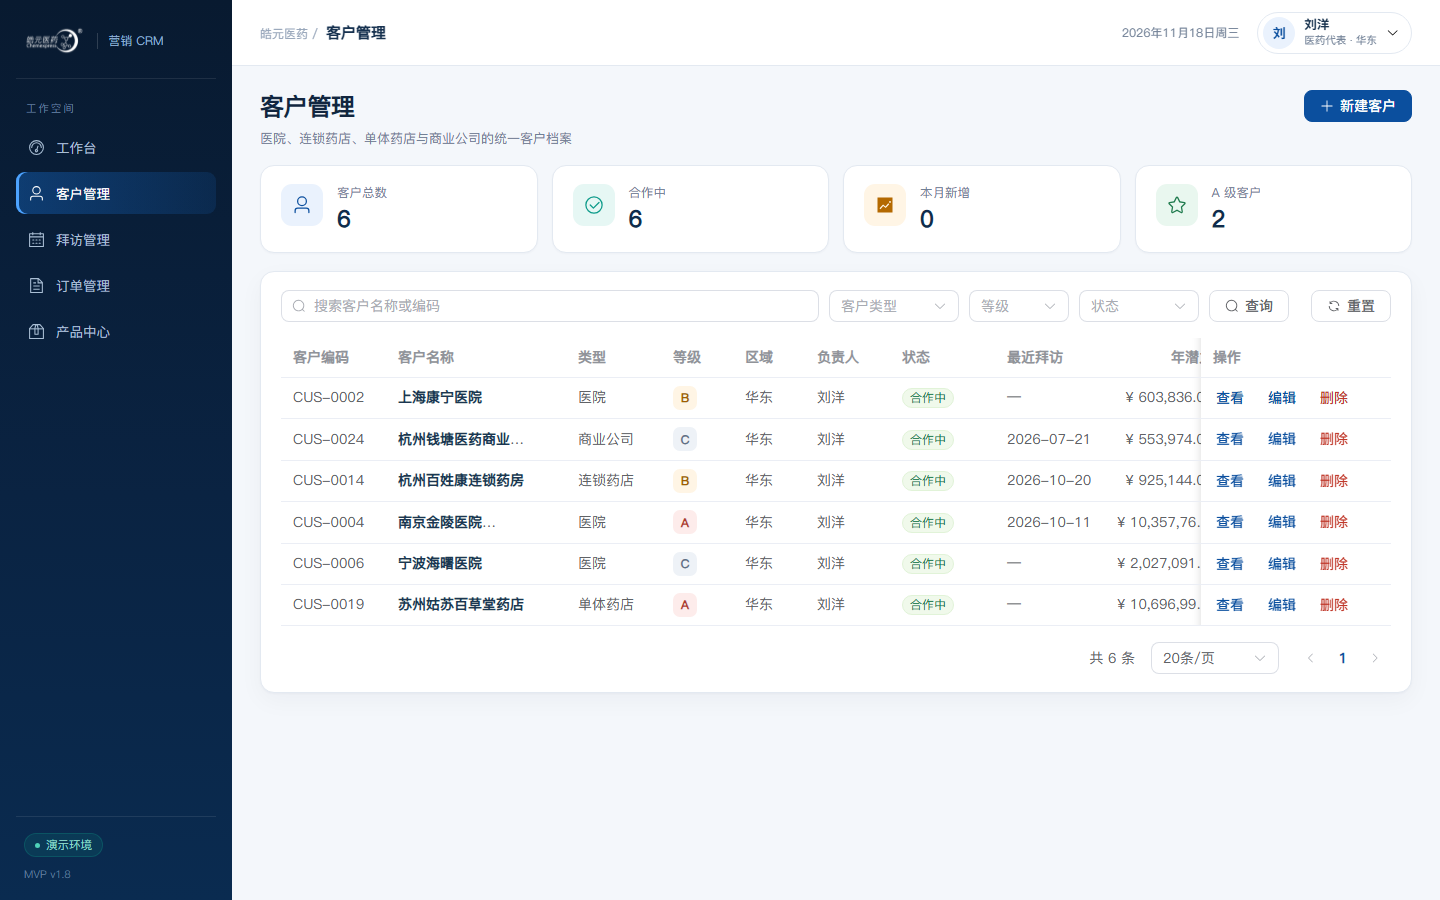 皓元医药
Chemexpress
营销 CRM
工作空间
工作台
客户管理
拜访管理
订单管理
产品中心
演示环境
MVP v1.8
皓元医药 / 客户管理
2026年11月18日周三
刘
刘洋
医药代表 · 华东
客户管理
医院、连锁药店、单体药店与商业公司的统一客户档案
新建客户
客户总数
6
合作中
6
本月新增
0
A 级客户
2
搜索客户名称或编码
客户类型
等级
状态
查询
重置
客户编码 客户名称 类型 等级 区域 负责人 状态 最近拜访 年潜 操作
CUS-0002 上海康宁医院 医院 B 华东 刘洋 合作中 — ¥ 603,836.0 查看 编辑 删除
CUS-0024 杭州钱塘医药商业... 商业公司 C 华东 刘洋 合作中 2026-07-21 ¥ 553,974.0 查看 编辑 删除
CUS-0014 杭州百姓康连锁药房 连锁药店 B 华东 刘洋 合作中 2026-10-20 ¥ 925,144.0 查看 编辑 删除
CUS-0004 南京金陵医院... 医院 A 华东 刘洋 合作中 2026-10-11 ¥ 10,357,76. 查看 编辑 删除
CUS-0006 宁波海曙医院 医院 C 华东 刘洋 合作中 — ¥ 2,027,091. 查看 编辑 删除
CUS-0019 苏州姑苏百草堂药店 单体药店 A 华东 刘洋 合作中 — ¥ 10,696,99. 查看 编辑 删除
共 6 条
20条/页
1